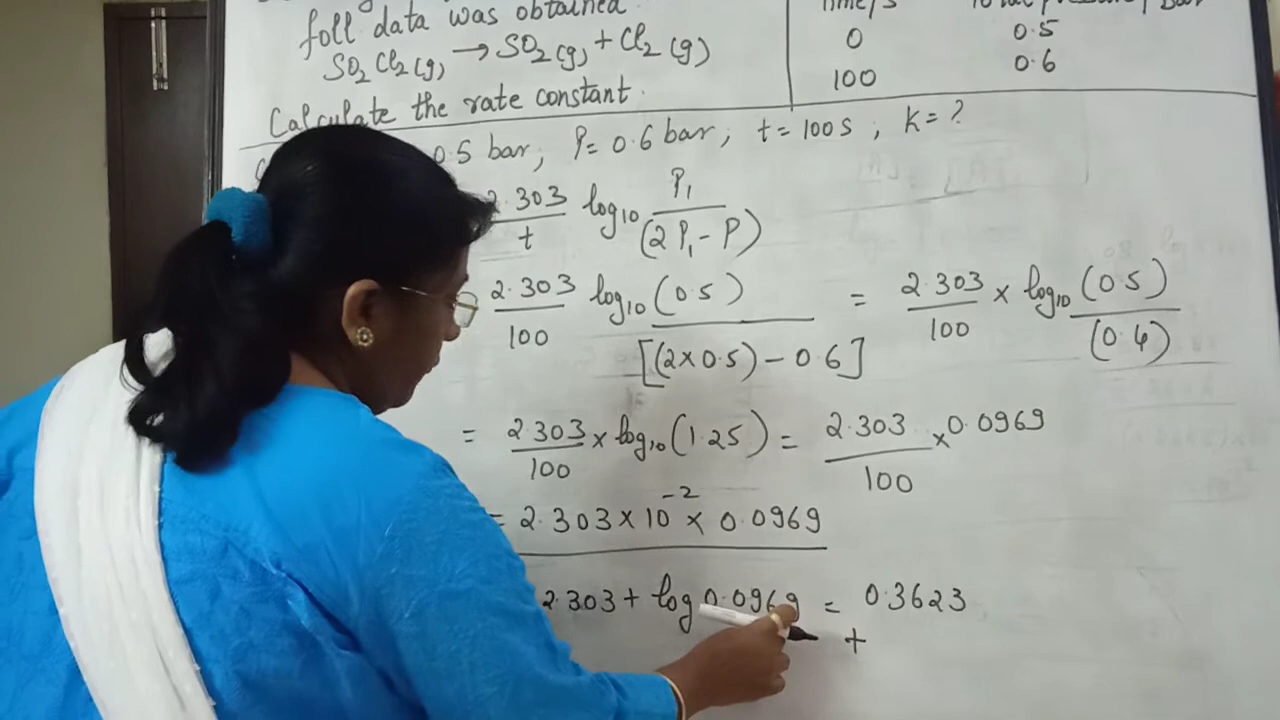 foll data was obtained.
SO₂Cl₂(g) → SO₂(g) + Cl₂(g)
Calculate the rate constant.
Time/s
0 0.5
100 0.6
0.5 bar; P = 0.6 bar; t = 100 s; K = ?
2.303/t log₁₀ P₁/(2P₁ - P)
2.303/100 log₁₀ (0.5)/[(2×0.5) - 0.6] = 2.303/100 × log₁₀ (0.5)/(0.4)
= 2.303/100 × log₁₀(1.25) = 2.303/100 × 0.0969
= 2.303 × 10⁻² × 0.0969
2.303 + log 0.0969 = 0.3623
+